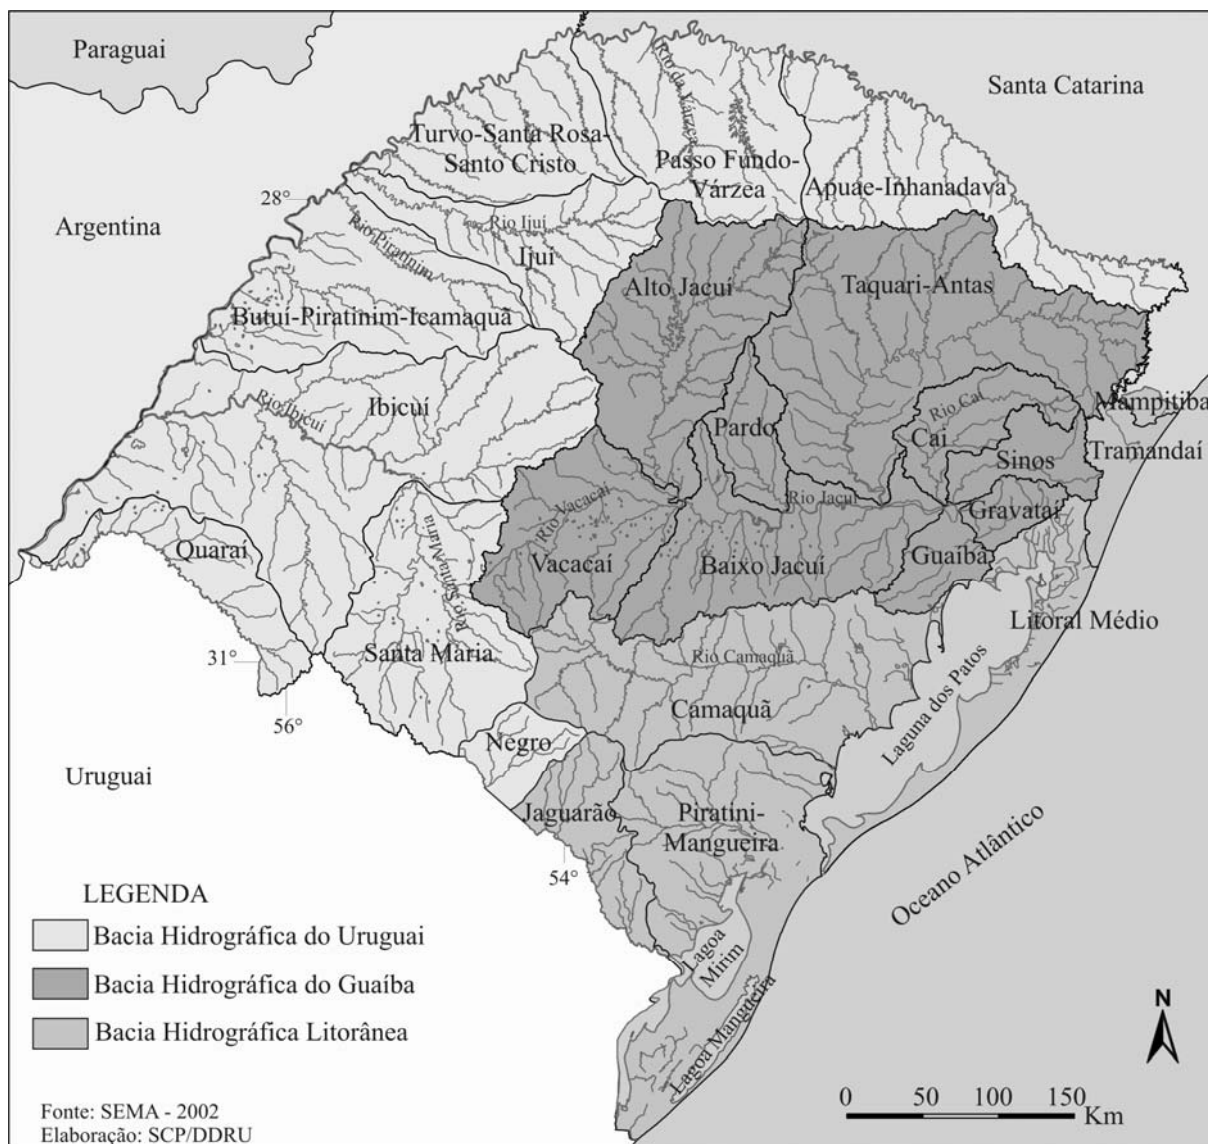 Paraguai
Santa Catarina
Rio da Várzea
Turvo-Santa Rosa-
Santo Cristo
Passo Fundo-
Várzea
Apuae-Inhanadava
28°
Argentina
Rio Ijuí
Rio Piratinim
Ijuí
Alto Jacuí
Taquari-Antas
Butuí-Piratinim-Icamaquã
Rio Ibicuí
Ibicuí
Rio Caí
Mampitiba
Pardo
Cai
Sinos
Tramandaí
Rio Vacacaí
Rio Jacuí
Gravataí
Quaraí
Rio Santa Maria
Vacacaí
Baixo Jacuí
Guaíba
Litoral Médio
31°
Santa Maria
Rio Camaquã
56°
Camaquã
Laguna dos Patos
Negro
Uruguai
Jaguarão
Piratini-
Mangueira
Oceano Atlântico
54°
Lagoa
Mirim
Lagoa Mangueira
LEGENDA
Bacia Hidrográfica do Uruguai
Bacia Hidrográfica do Guaíba
Bacia Hidrográfica Litorânea
N
0 50 100 150
Km
Fonte: SEMA - 2002
Elaboração: SCP/DDRU